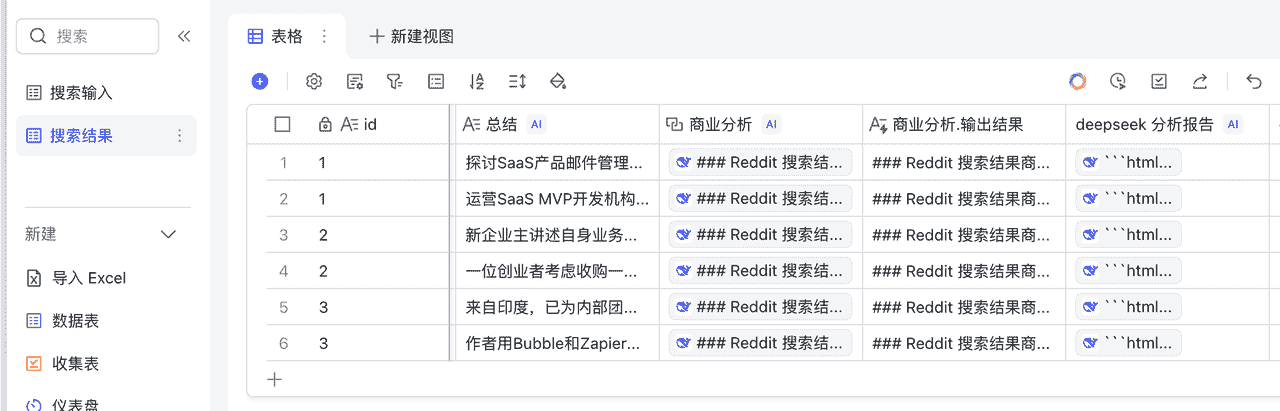 搜索
表格
新建视图
搜索输入
搜索结果
id 总结 AI 商业分析 AI 商业分析.输出结果 deepseek 分析报告 AI
1 1 探讨SaaS产品邮件管理... ### Reddit 搜索结... ### Reddit 搜索结果商... ```html...
2 1 运营SaaS MVP开发机构... ### Reddit 搜索结... ### Reddit 搜索结果商... ```html...
3 2 新企业主讲述自身业务... ### Reddit 搜索结... ### Reddit 搜索结果商... ```html...
4 2 一位创业者考虑收购一... ### Reddit 搜索结... ### Reddit 搜索结果商... ```html...
5 3 来自印度，已为内部团... ### Reddit 搜索结... ### Reddit 搜索结果商... ```html...
6 3 作者用Bubble和Zapier... ### Reddit 搜索结... ### Reddit 搜索结果商... ```html...
新建
导入 Excel
数据表
收集表
仪表盘